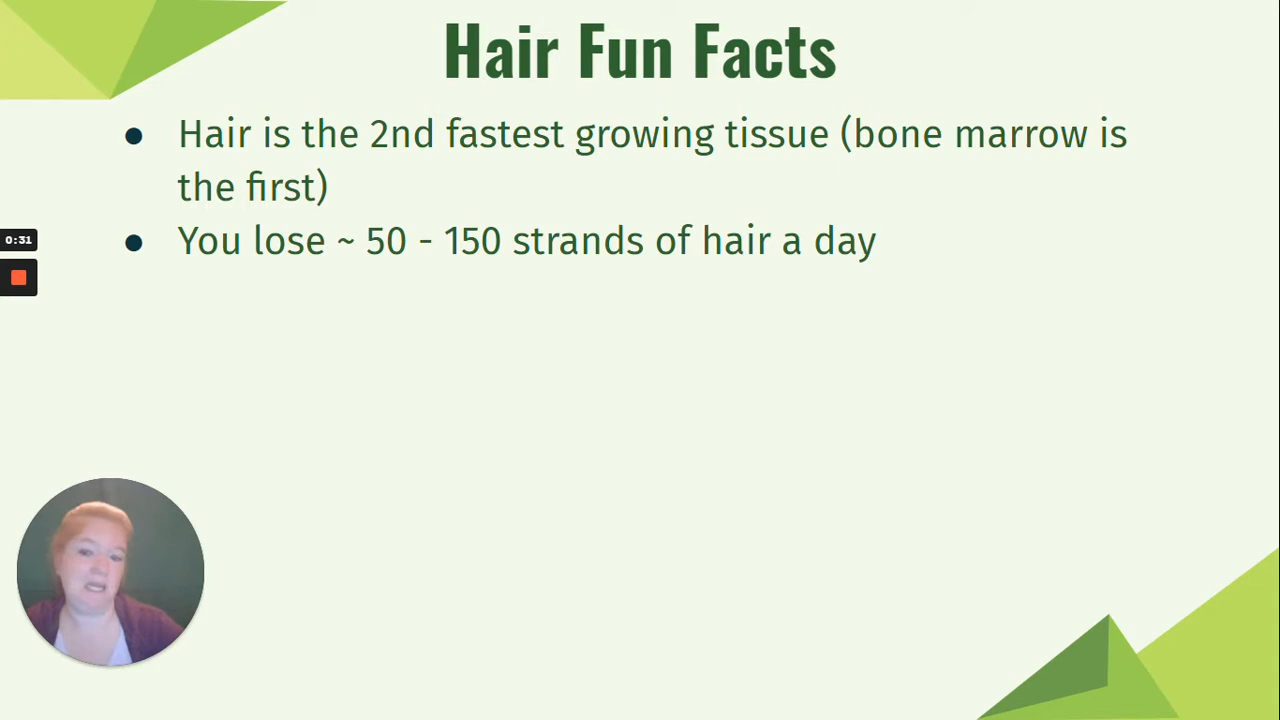 Hair Fun Facts
● Hair is the 2nd fastest growing tissue (bone marrow is
the first)
● You lose ~ 50 - 150 strands of hair a day
0:31